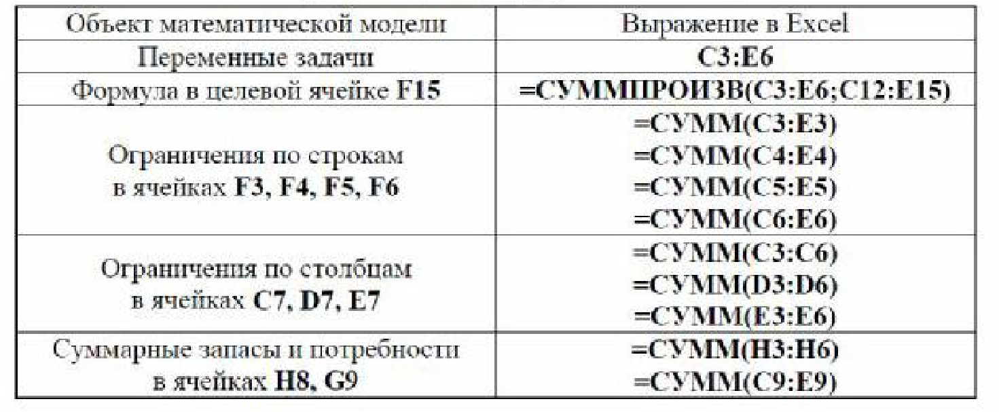 Объект математической модели
Выражение в Excel
Переменные задачи
C3:E6
Формула в целевой ячейке F15
=СУММПРОИЗВ(C3:E6;C12:E15)
Ограничения по строкам
в ячейках F3, F4, F5, F6
=СУММ(C3:E3)
=СУММ(C4:E4)
=СУММ(C5:E5)
=СУММ(C6:E6)
Ограничения по столбцам
в ячейках C7, D7, E7
=СУММ(C3:C6)
=СУММ(D3:D6)
=СУММ(E3:E6)
Суммарные запасы и потребности
в ячейках H8, G9
=СУММ(H3:H6)
=СУММ(C9:E9)